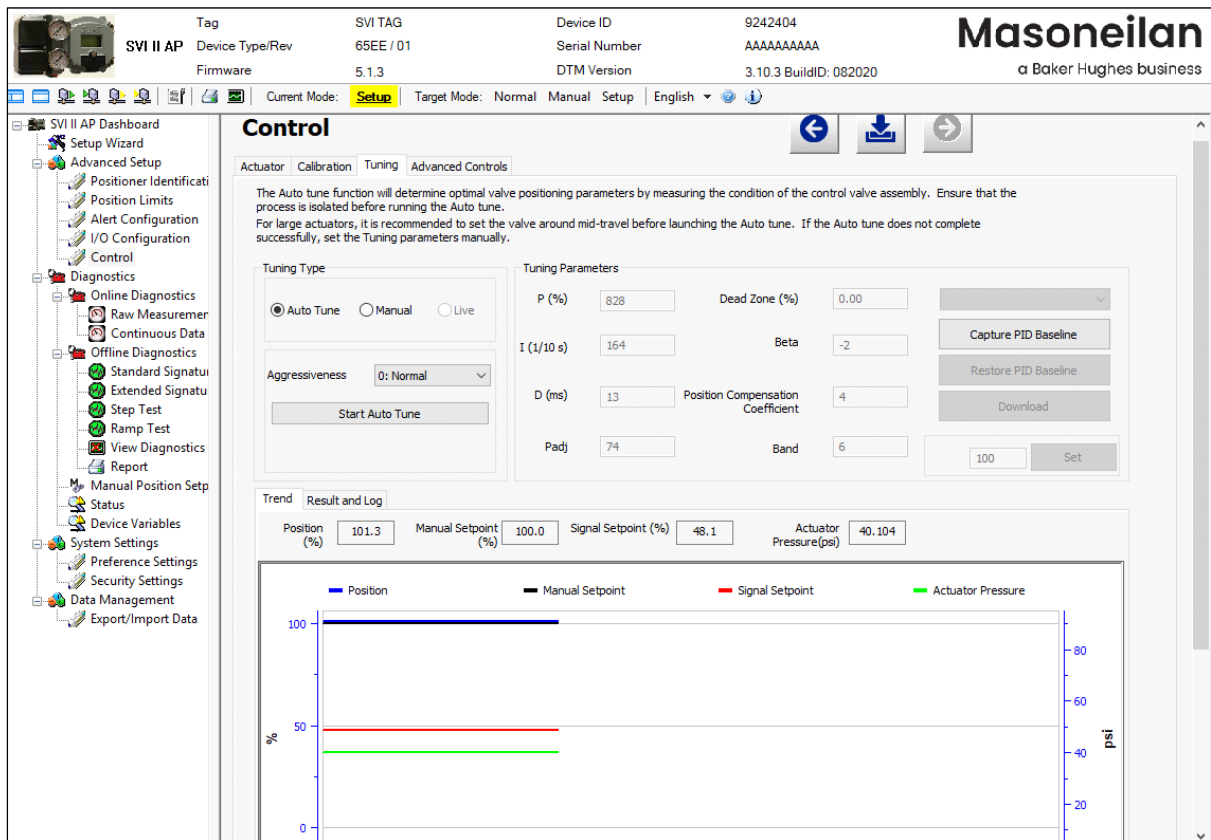 SVI II AP
Tag SVI TAG Device ID 9242404
Device Type/Rev 65EE / 01 Serial Number AAAAAAAAAA
Firmware 5.1.3 DTM Version 3.10.3 BuildID: 082020
Masoneilan
a Baker Hughes business
Current Mode: Setup Target Mode: Normal Manual Setup English
SVI II AP Dashboard
Setup Wizard
Advanced Setup
Positioner Identificati
Position Limits
Alert Configuration
I/O Configuration
Control
Diagnostics
Online Diagnostics
Raw Measuremer
Continuous Data
Offline Diagnostics
Standard Signatur
Extended Signatu
Step Test
Ramp Test
View Diagnostics
Report
Manual Position Setp
Status
Device Variables
System Settings
Preference Settings
Security Settings
Data Management
Export/Import Data
Control
Actuator Calibration Tuning Advanced Controls
The Auto tune function will determine optimal valve positioning parameters by measuring the condition of the control valve assembly. Ensure that the
process is isolated before running the Auto tune.
For large actuators, it is recommended to set the valve around mid-travel before launching the Auto tune. If the Auto tune does not complete
successfully, set the Tuning parameters manually.
Tuning Type
Auto Tune Manual Live
Aggressiveness 0: Normal
Start Auto Tune
Tuning Parameters
P (%) 828 Dead Zone (%) 0.00
Capture PID Baseline
I (1/10 s) 164 Beta -2
Restore PID Baseline
D (ms) 13 Position Compensation
Coefficient 4
Download
Padj 74 Band 6
100 Set
Trend Result and Log
Position
(%) 101.3 Manual Setpoint
(%) 100.0 Signal Setpoint (%) 48.1 Actuator
Pressure(psi) 40.104
Position Manual Setpoint Signal Setpoint Actuator Pressure
100
50
0
%
80
60
40
20
psi